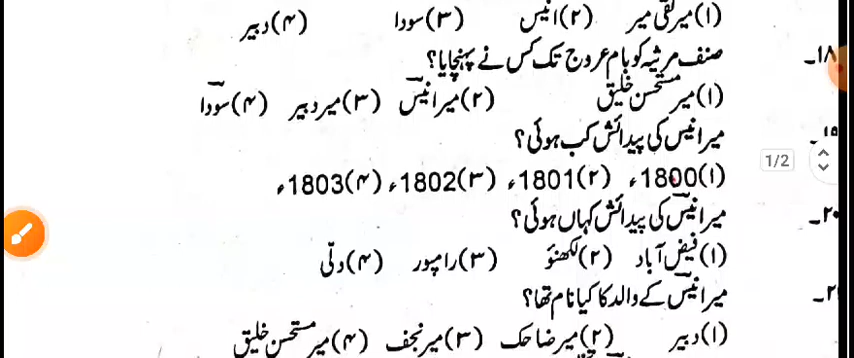 (۱) میر تقی میر (۲) انیس (۳) سودا (۴) دبیر
۱۸۔ صنف مرثیہ کو بام عروج تک کس نے پہنچایا؟
(۱) میر مستحسن خلیق (۲) میر انیس (۳) میر دبیر (۴) سودا
۱۹۔ میر انیس کی پیدائش کب ہوئی؟
(۱) 1800ء (۲) 1801ء (۳) 1802ء (۴) 1803ء
1/2
۲۰۔ میر انیس کی پیدائش کہاں ہوئی؟
(۱) فیض آباد (۲) لکھنؤ (۳) رامپور (۴) دلّی
۲۔ میر انیس کے والد کا کیا نام تھا؟
(۱) دبیر (۲) میر ضاحک (۳) میر نجف (۴) میر مستحسن خلیق